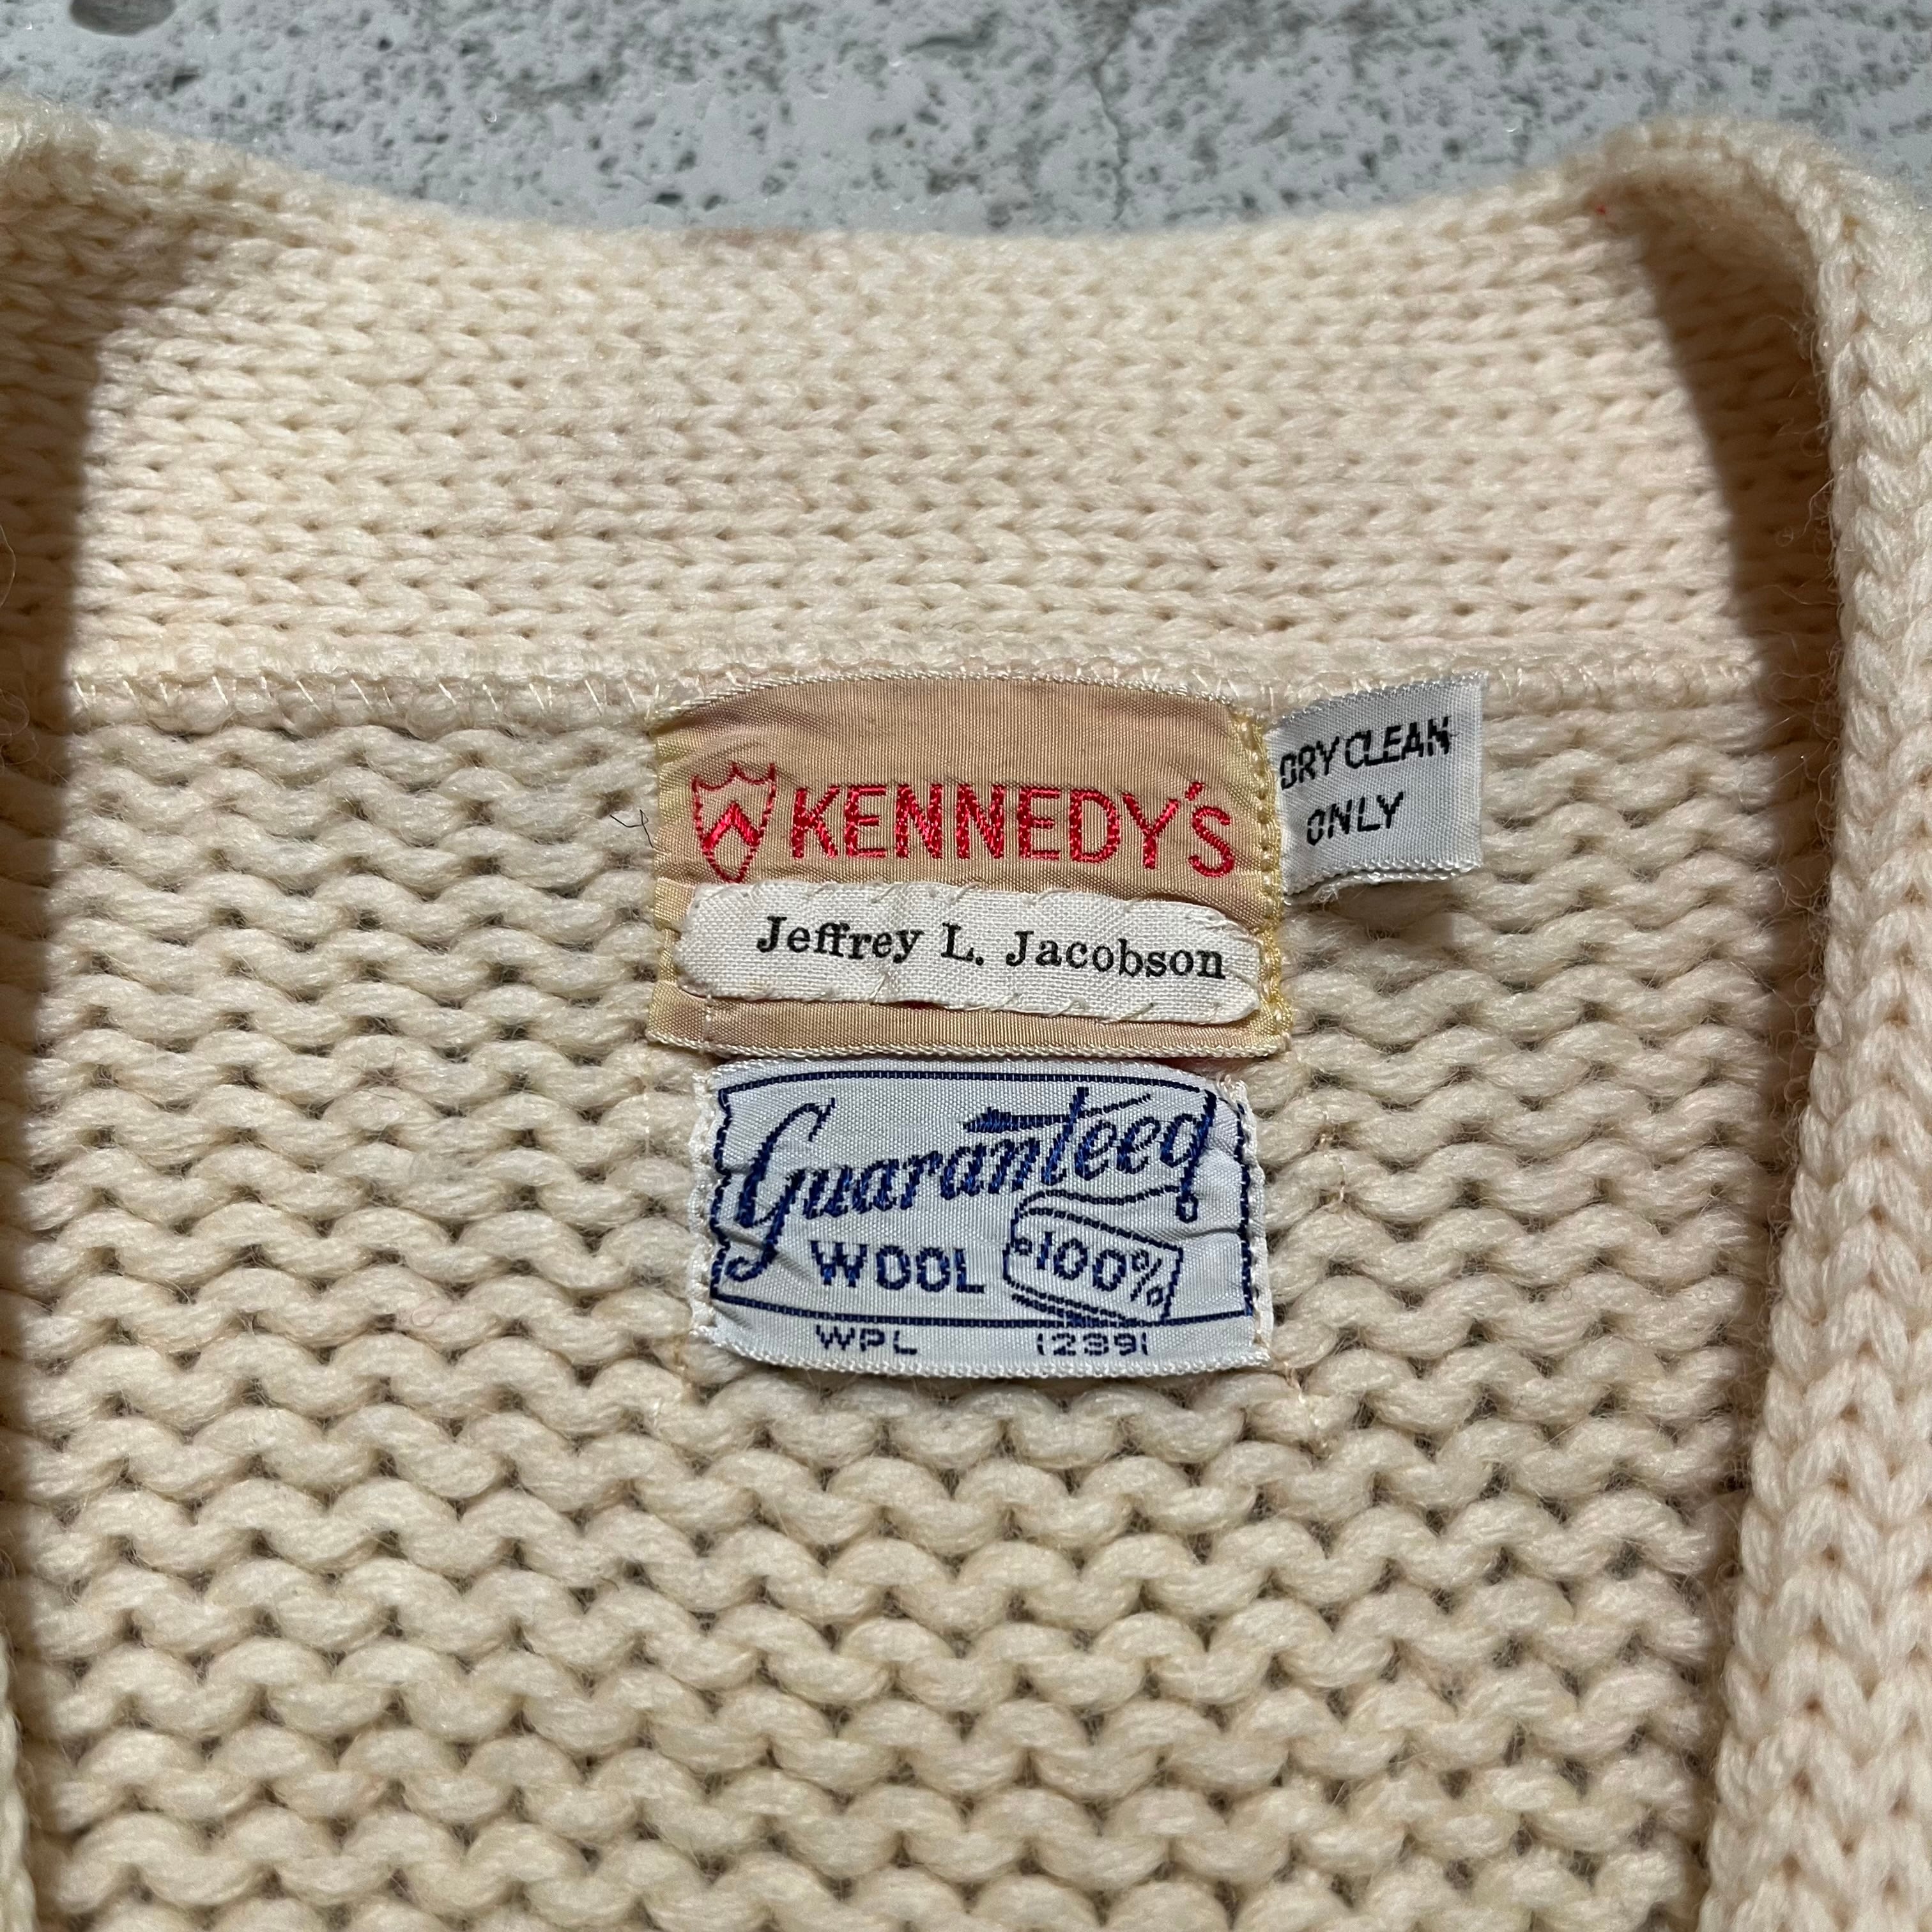 KENNEDY'S
DRY CLEAN
ONLY
Jeffrey L. Jacobson
Guaranteed
WOOL 100%
WPL 12391